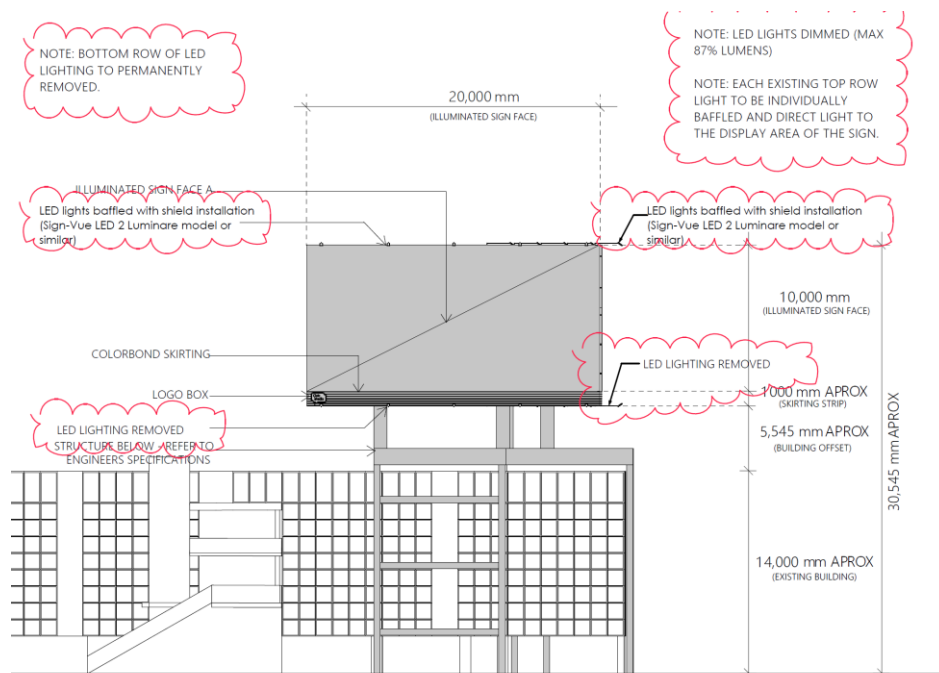 NOTE: BOTTOM ROW OF LED
LIGHTING TO PERMANENTLY
REMOVED.
NOTE: LED LIGHTS DIMMED (MAX
87% LUMENS)
NOTE: EACH EXISTING TOP ROW
LIGHT TO BE INDIVIDUALLY
BAFFLED AND DIRECT LIGHT TO
THE DISPLAY AREA OF THE SIGN.
20,000 mm
(ILLUMINATED SIGN FACE)
ILLUMINATED SIGN FACE A
LED lights baffled with shield installation
(Sign-Vue LED 2 Luminare model or
similar)
LED lights baffled with shield installation
(Sign-Vue LED 2 Luminare model or
similar)
10,000 mm
(ILLUMINATED SIGN FACE)
COLORBOND SKIRTING
LED LIGHTING REMOVED
LOGO BOX
1000 mm APROX
(SKIRTING STRIP)
LED LIGHTING REMOVED
STRUCTURE BELOW - REFER TO
ENGINEERS SPECIFICATIONS
5,545 mm APROX
(BUILDING OFFSET)
30,545 mm APROX
14,000 mm APROX
(EXISTING BUILDING)